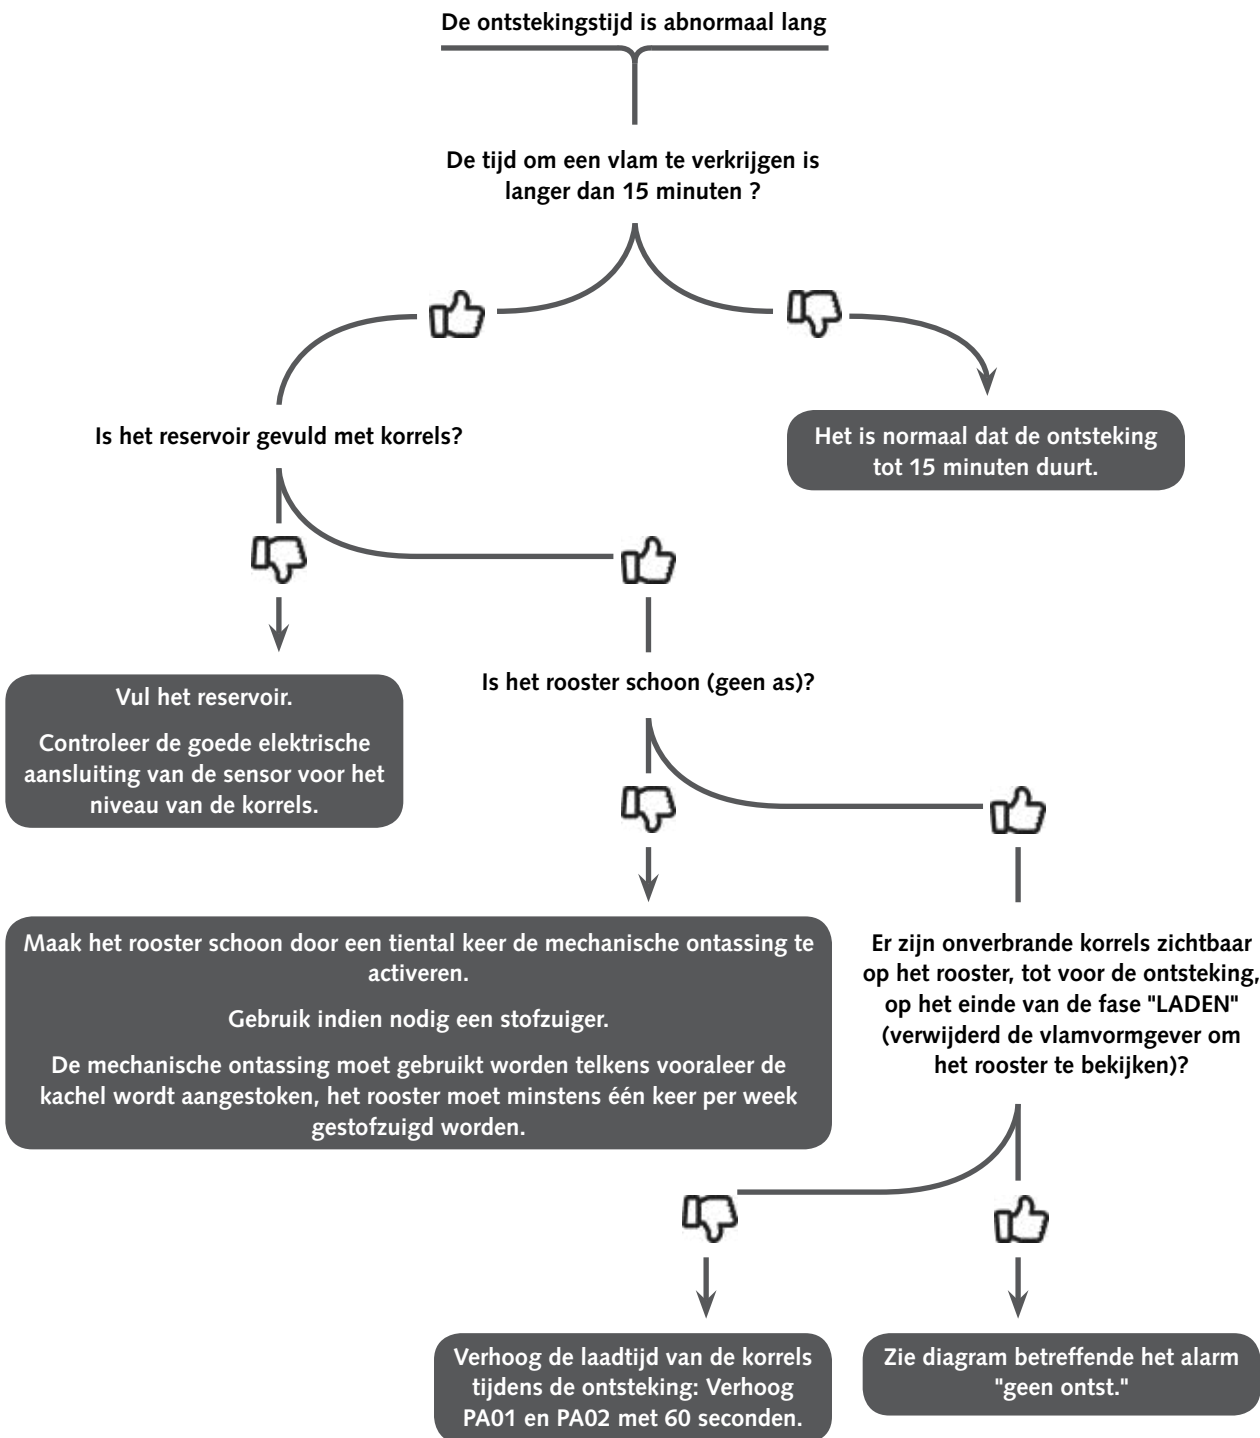 De ontstekingstijd is abnormaal lang
De tijd om een vlam te verkrijgen is
langer dan 15 minuten ?
Is het reservoir gevuld met korrels?
Het is normaal dat de ontsteking
tot 15 minuten duurt.
Vul het reservoir.
Controleer de goede elektrische
aansluiting van de sensor voor het
niveau van de korrels.
Is het rooster schoon (geen as)?
Maak het rooster schoon door een tiental keer de mechanische ontassing te
activeren.
Gebruik indien nodig een stofzuiger.
De mechanische ontassing moet gebruikt worden telkens vooraleer de
kachel wordt aangestoken, het rooster moet minstens één keer per week
gestofzuigd worden.
Er zijn onverbrande korrels zichtbaar
op het rooster, tot voor de ontsteking,
op het einde van de fase "LADEN"
(verwijderd de vlamvormgever om
het rooster te bekijken)?
Verhoog de laadtijd van de korrels
tijdens de ontsteking: Verhoog
PA01 en PA02 met 60 seconden.
Zie diagram betreffende het alarm
"geen ontst."